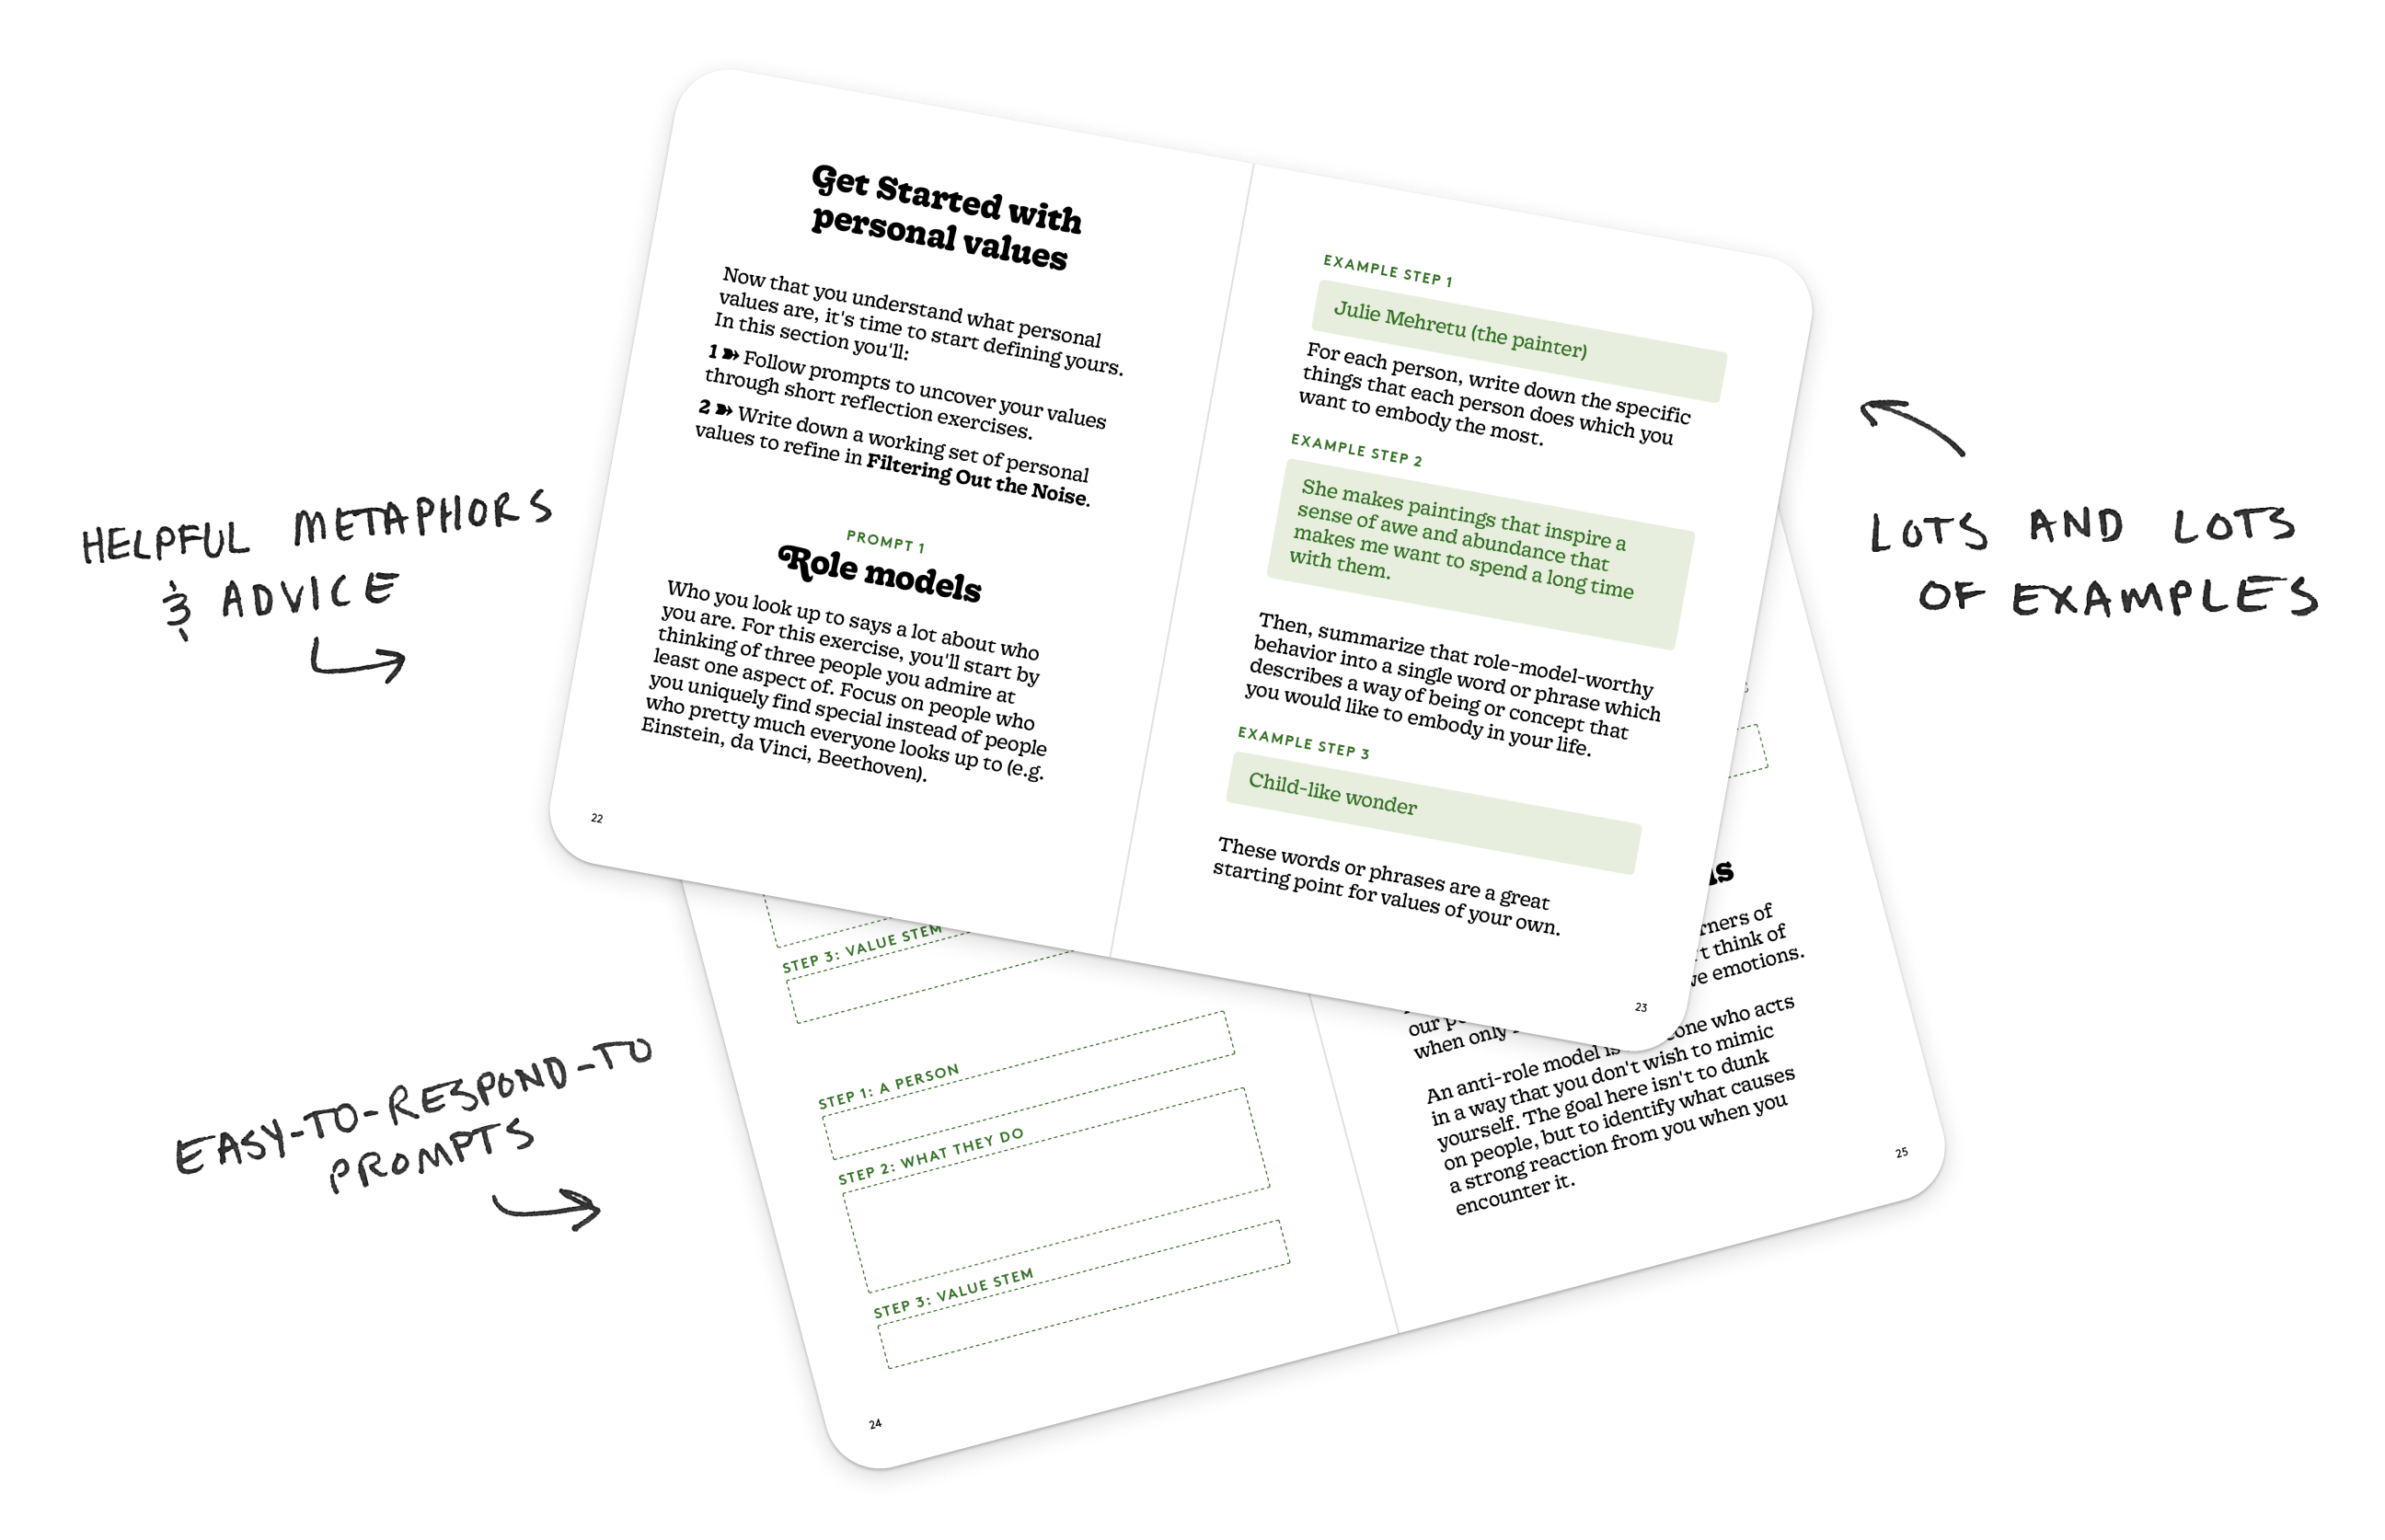 HELPFUL METAPHORS
& ADVICE
EASY-TO-RESPOND-TO
PROMPTS
LOTS AND LOTS
OF EXAMPLES
Get Started with
personal values
Now that you understand what personal
values are, it's time to start defining yours.
In this section you'll:
1 ➽ Follow prompts to uncover your values
through short reflection exercises.
2 ➽ Write down a working set of personal
values to refine in Filtering Out the Noise.
PROMPT 1
Role models
Who you look up to says a lot about who
you are. For this exercise, you'll start by
thinking of three people you admire at
least one aspect of. Focus on people who
you uniquely find special instead of people
who pretty much everyone looks up to (e.g.
Einstein, da Vinci, Beethoven).
22
EXAMPLE STEP 1
Julie Mehretu (the painter)
For each person, write down the specific
things that each person does which you
want to embody the most.
EXAMPLE STEP 2
She makes paintings that inspire a
sense of awe and abundance that
makes me want to spend a long time
with them.
Then, summarize that role-model-worthy
behavior into a single word or phrase which
describes a way of being or concept that
you would like to embody in your life.
EXAMPLE STEP 3
Child-like wonder
These words or phrases are a great
starting point for values of your own.
23
STEP 3: VALUE STEM
STEP 1: A PERSON
STEP 2: WHAT THEY DO
STEP 3: VALUE STEM
24
of
think of
emotions.
our
when only
An anti-role model is who acts
in a way that you don't wish to mimic
yourself. The goal here isn't to dunk
on people, but to identify what causes
a strong reaction from you when you
encounter it.
25